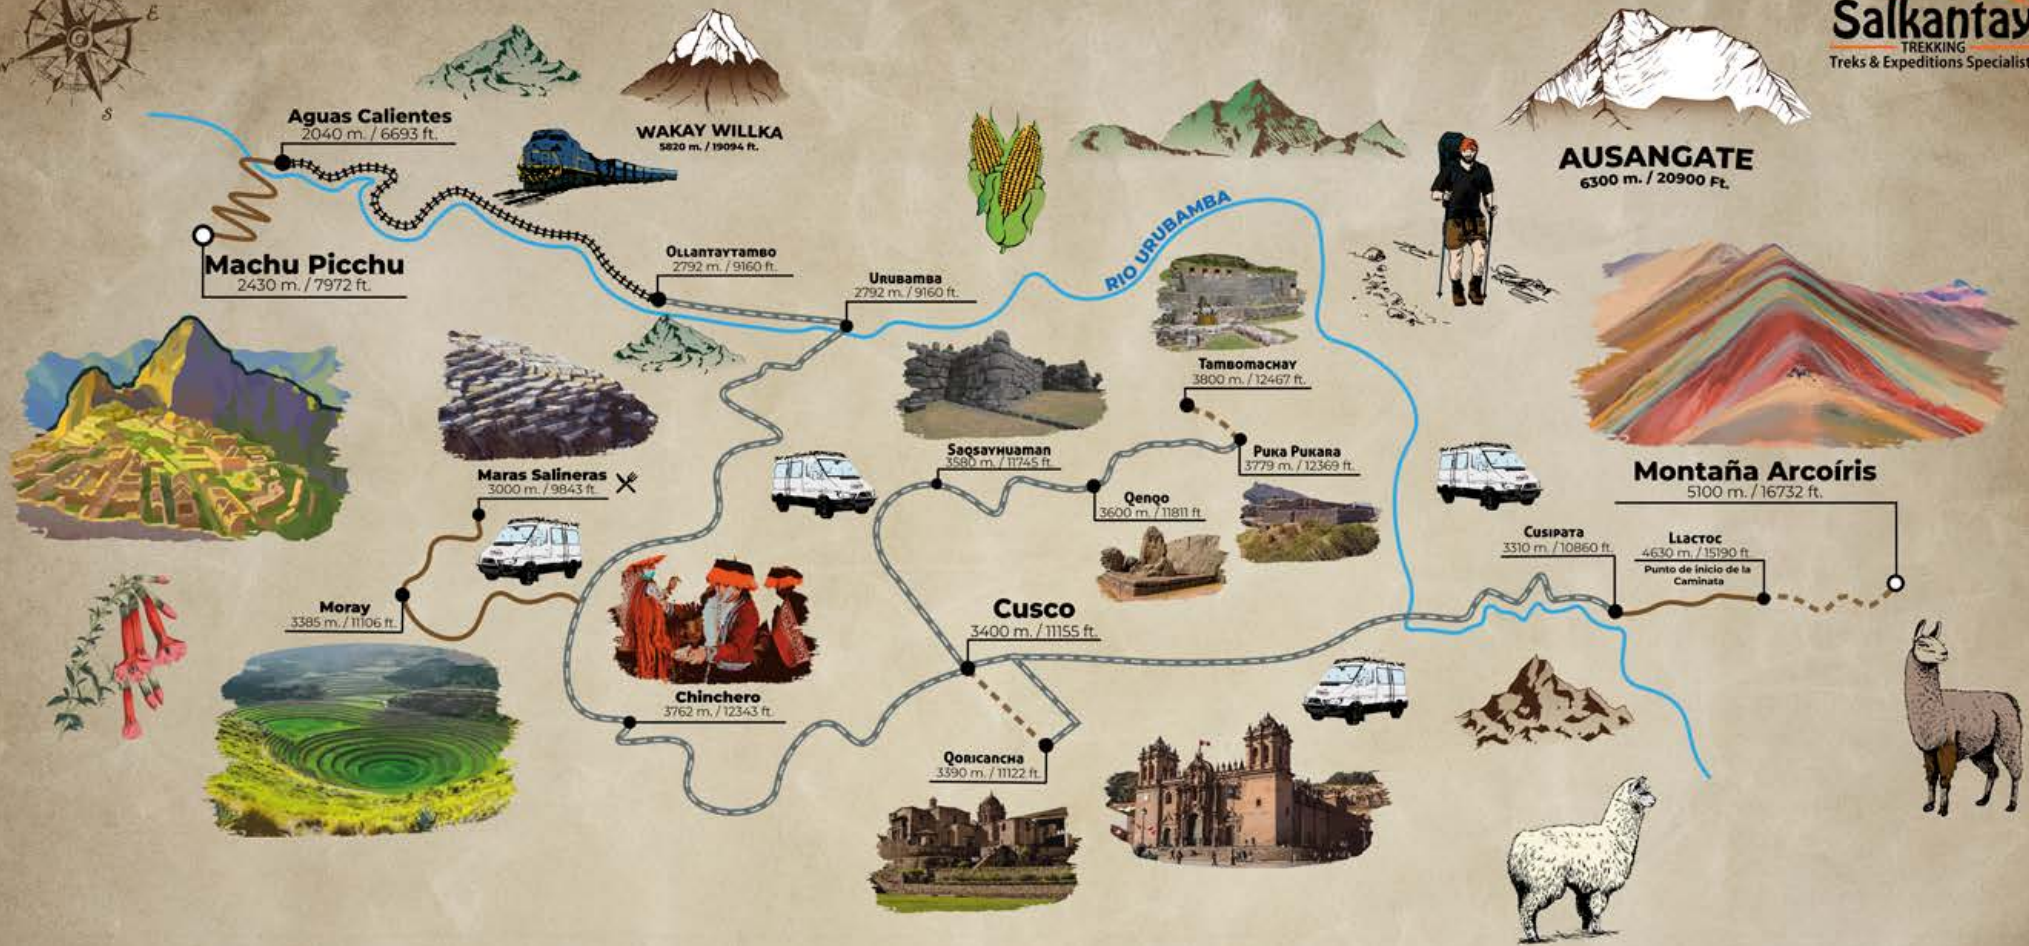 E
S
Salkantay
TREKKING
Treks & Expeditions Specialist
Aguas Calientes
2040 m. / 6693 ft.
WAKAY WILLKA
5820 m. / 19094 ft.
AUSANGATE
6300 m. / 20900 Ft.
RIO URUBAMBA
Machu Picchu
2430 m. / 7972 ft.
Ollantaytambo
2792 m. / 9160 ft.
Urubamba
2792 m. / 9160 ft.
Tambomachay
3800 m. / 12467 ft.
Saqsayhuaman
3580 m. / 11745 ft.
Puka Pukara
3779 m. / 12369 ft.
Maras Salineras
3000 m. / 9843 ft.
Qenqo
3600 m. / 11811 ft
Montaña Arcoíris
5100 m. / 16732 ft.
Cusipata
3310 m. / 10860 ft.
Llactoc
4630 m. / 15190 ft.
Punto de inicio de la
Caminata
Moray
3385 m. / 11106 ft.
Cusco
3400 m. / 11155 ft.
Chinchero
3762 m. / 12343 ft.
Qoricancha
3390 m. / 11122 ft.